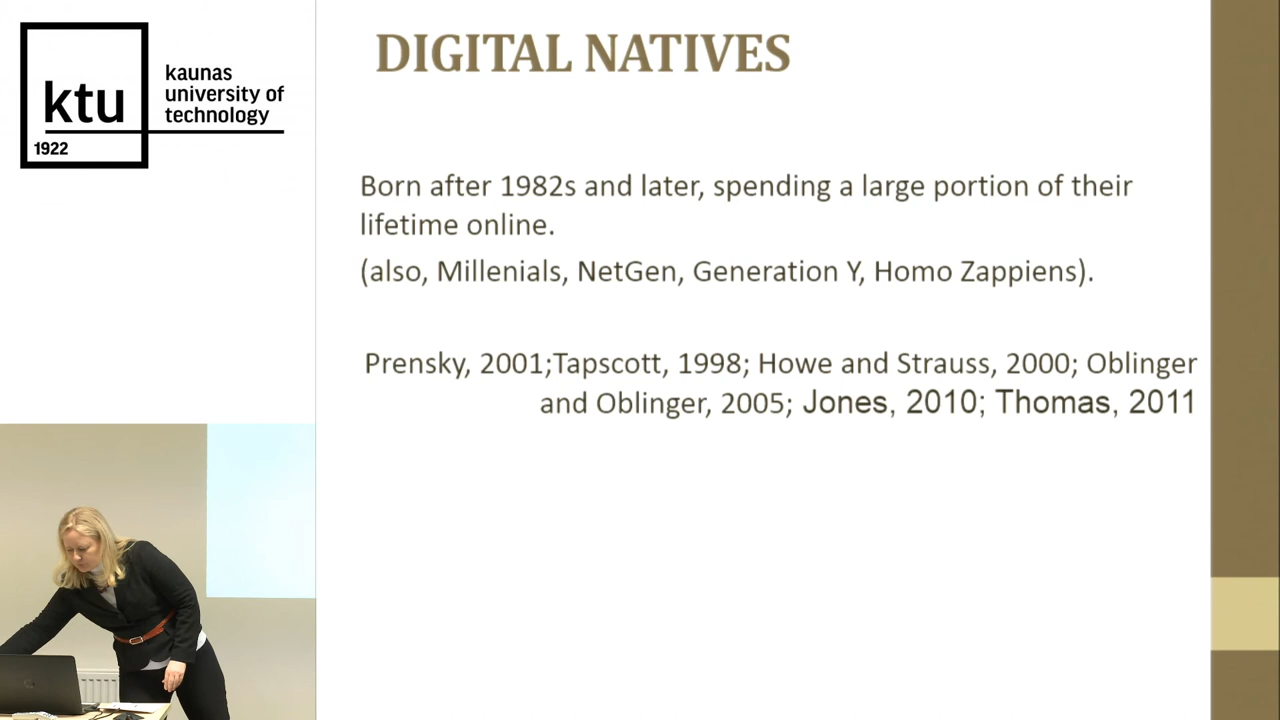 ktu
1922
kaunas
university of
technology
DIGITAL NATIVES
Born after 1982s and later, spending a large portion of their
lifetime online.
(also, Millenials, NetGen, Generation Y, Homo Zappiens).
Prensky, 2001;Tapscott, 1998; Howe and Strauss, 2000; Oblinger
and Oblinger, 2005; Jones, 2010; Thomas, 2011